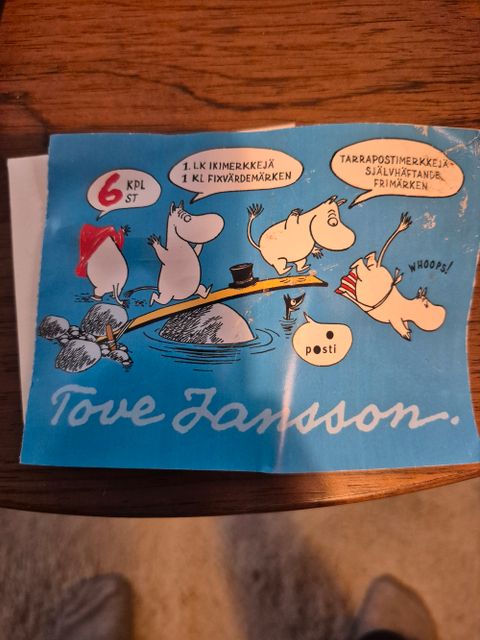 6 KPL
ST
1. LK IKIMERKKEJÄ
1 KL FIXVÄRDEMÄRKEN
TARRAPOSTIMERKKEJÄ-
SJÄLVHÄFTANDE
FRIMÄRKEN
WHOOPS!
posti
Tove Jansson.